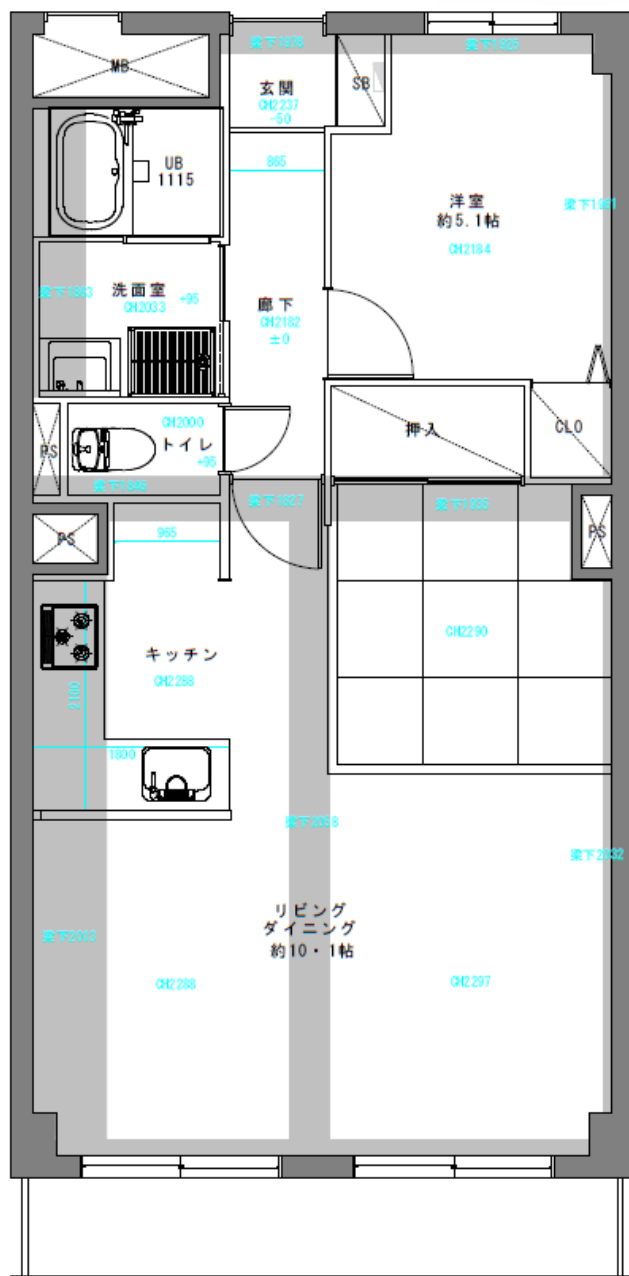 梁下1978
梁下1925
MB
玄関
CH2237
-50
SB
UB
1115
865
洋室
約5.1帖
CH2184
梁下1961
梁下1863
洗面室
CH2033
+95
廊下
CH2182
±0
CH2000
トイレ
+95
PS
梁下1846
押入
CLO
梁下1827
梁下1935
PS
PS
965
キッチン
CH2288
CH2290
2100
1800
梁下2058
梁下2032
リビング
ダイニング
約10・1帖
梁下2013
CH2288
CH2297